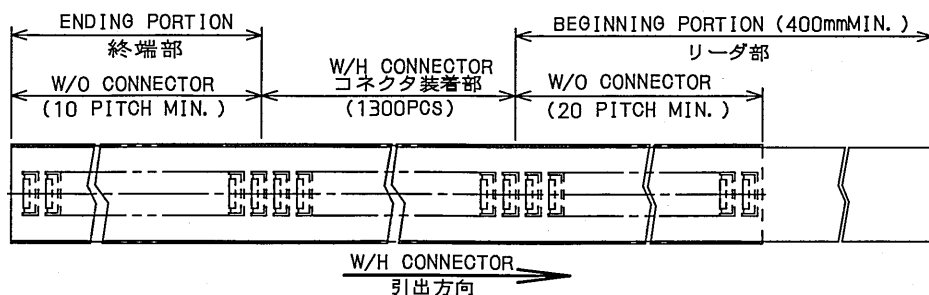 ENDING PORTION
終端部
BEGINNING PORTION (400mmMIN.)
リーダ部
W/O CONNECTOR
(10 PITCH MIN.)
W/H CONNECTOR
コネクタ装着部
(1300PCS)
W/O CONNECTOR
(20 PITCH MIN.)
W/H CONNECTOR
引出方向